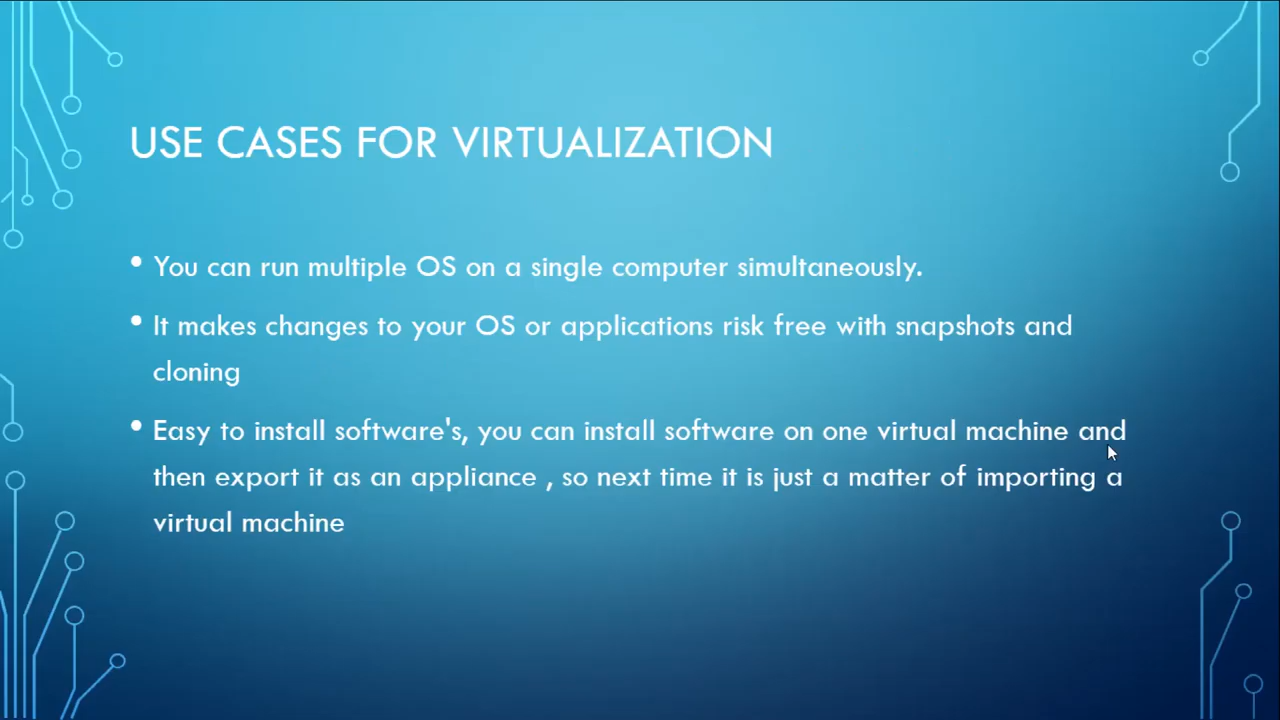 USE CASES FOR VIRTUALIZATION
• You can run multiple OS on a single computer simultaneously.
• It makes changes to your OS or applications risk free with snapshots and
cloning
• Easy to install software's, you can install software on one virtual machine and
then export it as an appliance , so next time it is just a matter of importing a
virtual machine